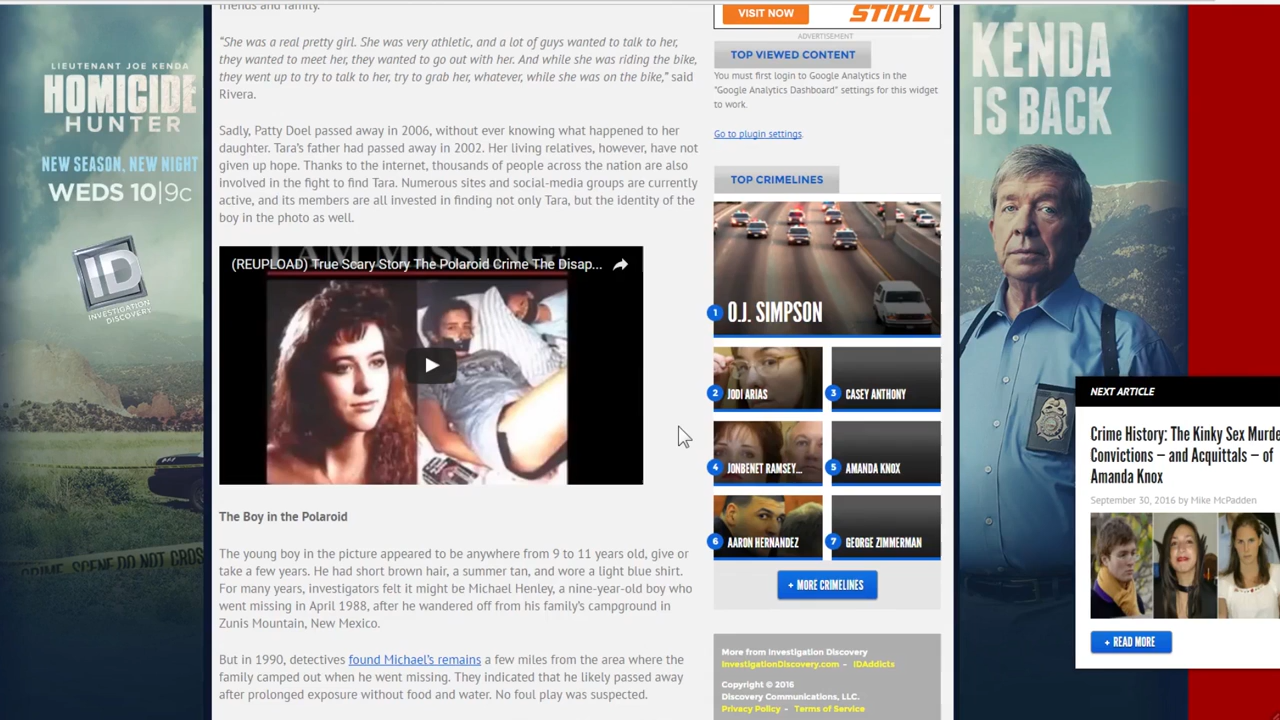 LIEUTENANT JOE KENDA
HOMICIDE
HUNTER
NEW SEASON, NEW NIGHT
WEDS 10|9c
ID
INVESTIGATION
DISCOVERY
CRIME SCENE DO NOT CROS
"She was a real pretty girl. She was very athletic, and a lot of guys wanted to talk to her,
they wanted to meet her, they wanted to go out with her. And while she was riding the bike,
they went up to try to talk to her, try to grab her, whatever, while she was on the bike," said
Rivera.
Sadly, Patty Doel passed away in 2006, without ever knowing what happened to her
daughter. Tara's father had passed away in 2002. Her living relatives, however, have not
given up hope. Thanks to the internet, thousands of people across the nation are also
involved in the fight to find Tara. Numerous sites and social-media groups are currently
active, and its members are all invested in finding not only Tara, but the identity of the
boy in the photo as well.
I AM MISSING!
(REUPLOAD) True Scary Story The Polaroid Crime The Disap...
The Boy in the Polaroid
The young boy in the picture appeared to be anywhere from 9 to 11 years old, give or
take a few years. He had short brown hair, a summer tan, and wore a light blue shirt.
For many years, investigators felt it might be Michael Henley, a nine-year-old boy who
went missing in April 1988, after he wandered off from his family's campground in
Zunis Mountain, New Mexico.
But in 1990, detectives found Michael's remains a few miles from the area where the
family camped out when he went missing. They indicated that he likely passed away
after prolonged exposure without food and water. No foul play was suspected.
VISIT NOW
STIHL
ADVERTISEMENT
TOP VIEWED CONTENT
You must first login to Google Analytics in the
"Google Analytics Dashboard" settings for this widget
to work.
Go to plugin settings.
TOP CRIMELINES
1 O.J. SIMPSON
2 JODI ARIAS
3 CASEY ANTHONY
4 JONBENET RAMSEY...
5 AMANDA KNOX
6 AARON HERNANDEZ
7 GEORGE ZIMMERMAN
+ MORE CRIMELINES
More from Investigation Discovery
InvestigationDiscovery.com - IDAddicts
Copyright © 2016
Discovery Communications, LLC.
Privacy Policy - Terms of Service
KENDA
IS BACK
NEXT ARTICLE
Crime History: The Kinky Sex Murde
Convictions – and Acquittals – of
Amanda Knox
September 30, 2016 by Mike McPadden
+ READ MORE